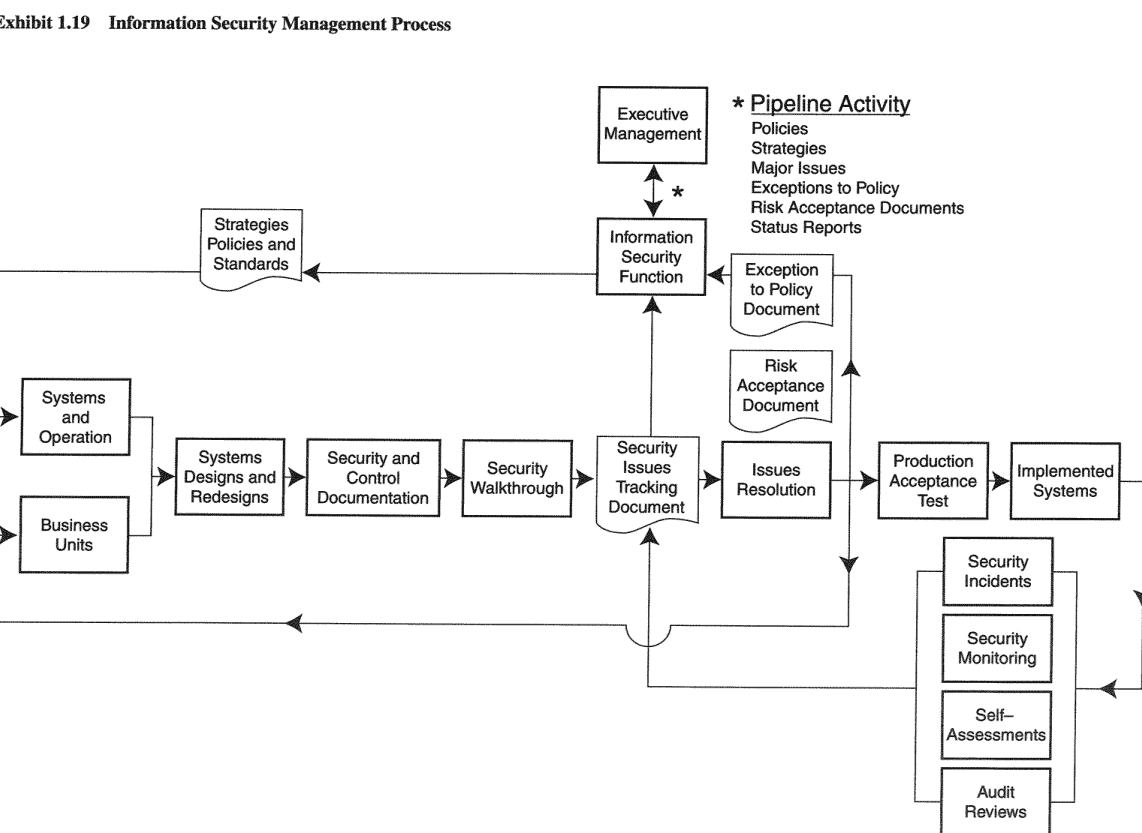 Exhibit 1.19 Information Security Management Process
Executive
Management
* Pipeline Activity
Policies
Strategies
Major Issues
Exceptions to Policy
Risk Acceptance Documents
Status Reports
*
Strategies
Policies and
Standards
Information
Security
Function
Exception
to Policy
Document
Risk
Acceptance
Document
Systems
and
Operation
Business
Units
Systems
Designs and
Redesigns
Security and
Control
Documentation
Security
Walkthrough
Security
Issues
Tracking
Document
Issues
Resolution
Production
Acceptance
Test
Implemented
Systems
Security
Incidents
Security
Monitoring
Self–
Assessments
Audit
Reviews